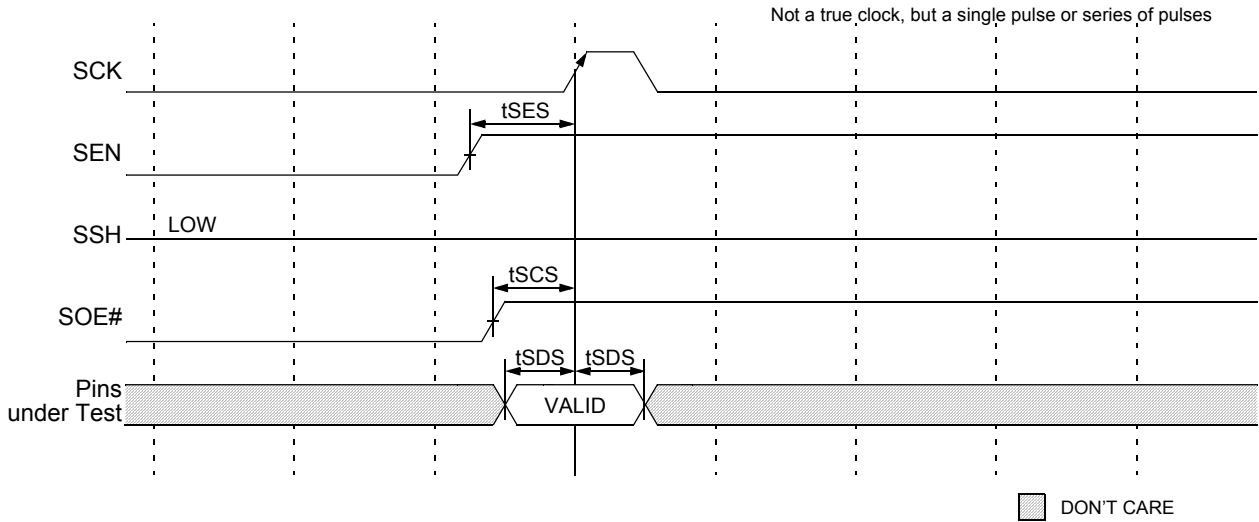 Not a true clock, but a single pulse or series of pulses
SCK
tSES
SEN
SSH
LOW
tSCS
SOE#
tSDS
tSDS
Pins
under Test
VALID
DON'T CARE